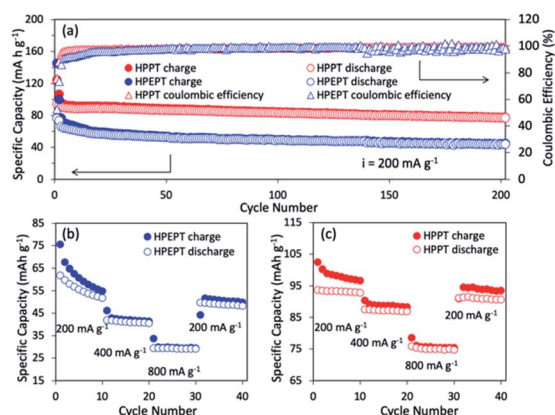 (a)
Specific Capacity (mA h g⁻¹)
200
160
120
80
40
0
120
100
80
60
40
20
0
Coulombic Efficiency (%)
HPPT charge
HPPT discharge
HPEPT charge
HPEPT discharge
HPPT coulombic efficiency
HPEPT coulombic efficiency
i = 200 mA g⁻¹
0 50 100 150 200
Cycle Number
(b)
Specific Capacity (mAh g⁻¹)
85
75
65
55
45
35
25
15
HPEPT charge
HPEPT discharge
200 mA g⁻¹
400 mA g⁻¹
800 mA g⁻¹
200 mA g⁻¹
0 10 20 30 40
Cycle Number
(c)
Specific Capacity (mAh g⁻¹)
115
105
95
85
75
65
HPPT charge
HPPT discharge
200 mA g⁻¹
400 mA g⁻¹
800 mA g⁻¹
200 mA g⁻¹
0 10 20 30 40
Cycle Number